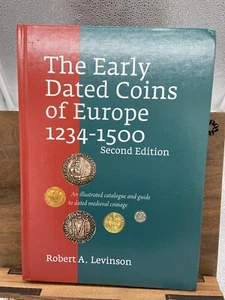 The Early
Dated Coins
of Europe
1234-1500
Second Edition
An illustrated catalogue and guide
to dated medieval coinage
Robert A. Levinson